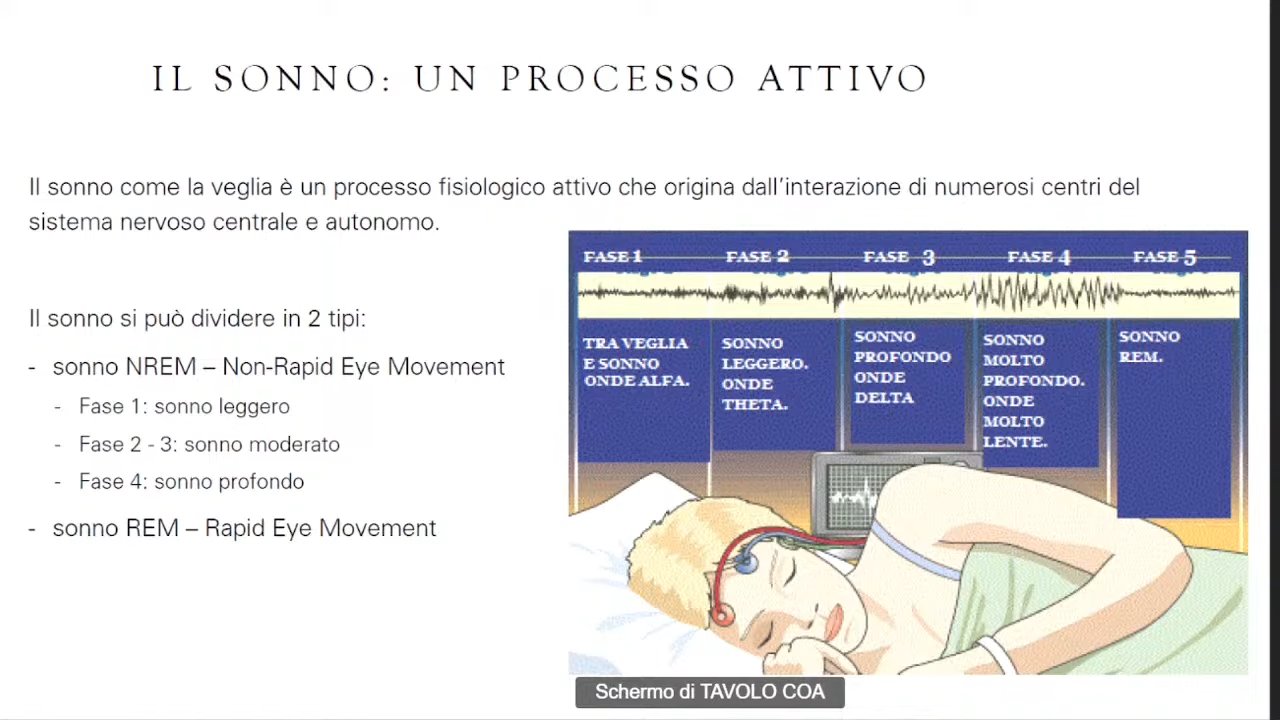 IL SONNO: UN PROCESSO ATTIVO
Il sonno come la veglia è un processo fisiologico attivo che origina dall'interazione di numerosi centri del
sistema nervoso centrale e autonomo.
Il sonno si può dividere in 2 tipi:
- sonno NREM – Non-Rapid Eye Movement
- Fase 1: sonno leggero
- Fase 2 - 3: sonno moderato
- Fase 4: sonno profondo
- sonno REM – Rapid Eye Movement
FASE 1 FASE 2 FASE 3 FASE 4 FASE 5
TRA VEGLIA
E SONNO
ONDE ALFA.
SONNO
LEGGERO.
ONDE
THETA.
SONNO
PROFONDO
ONDE
DELTA
SONNO
MOLTO
PROFONDO.
ONDE
MOLTO
LENTE.
SONNO
REM.
Schermo di TAVOLO COA